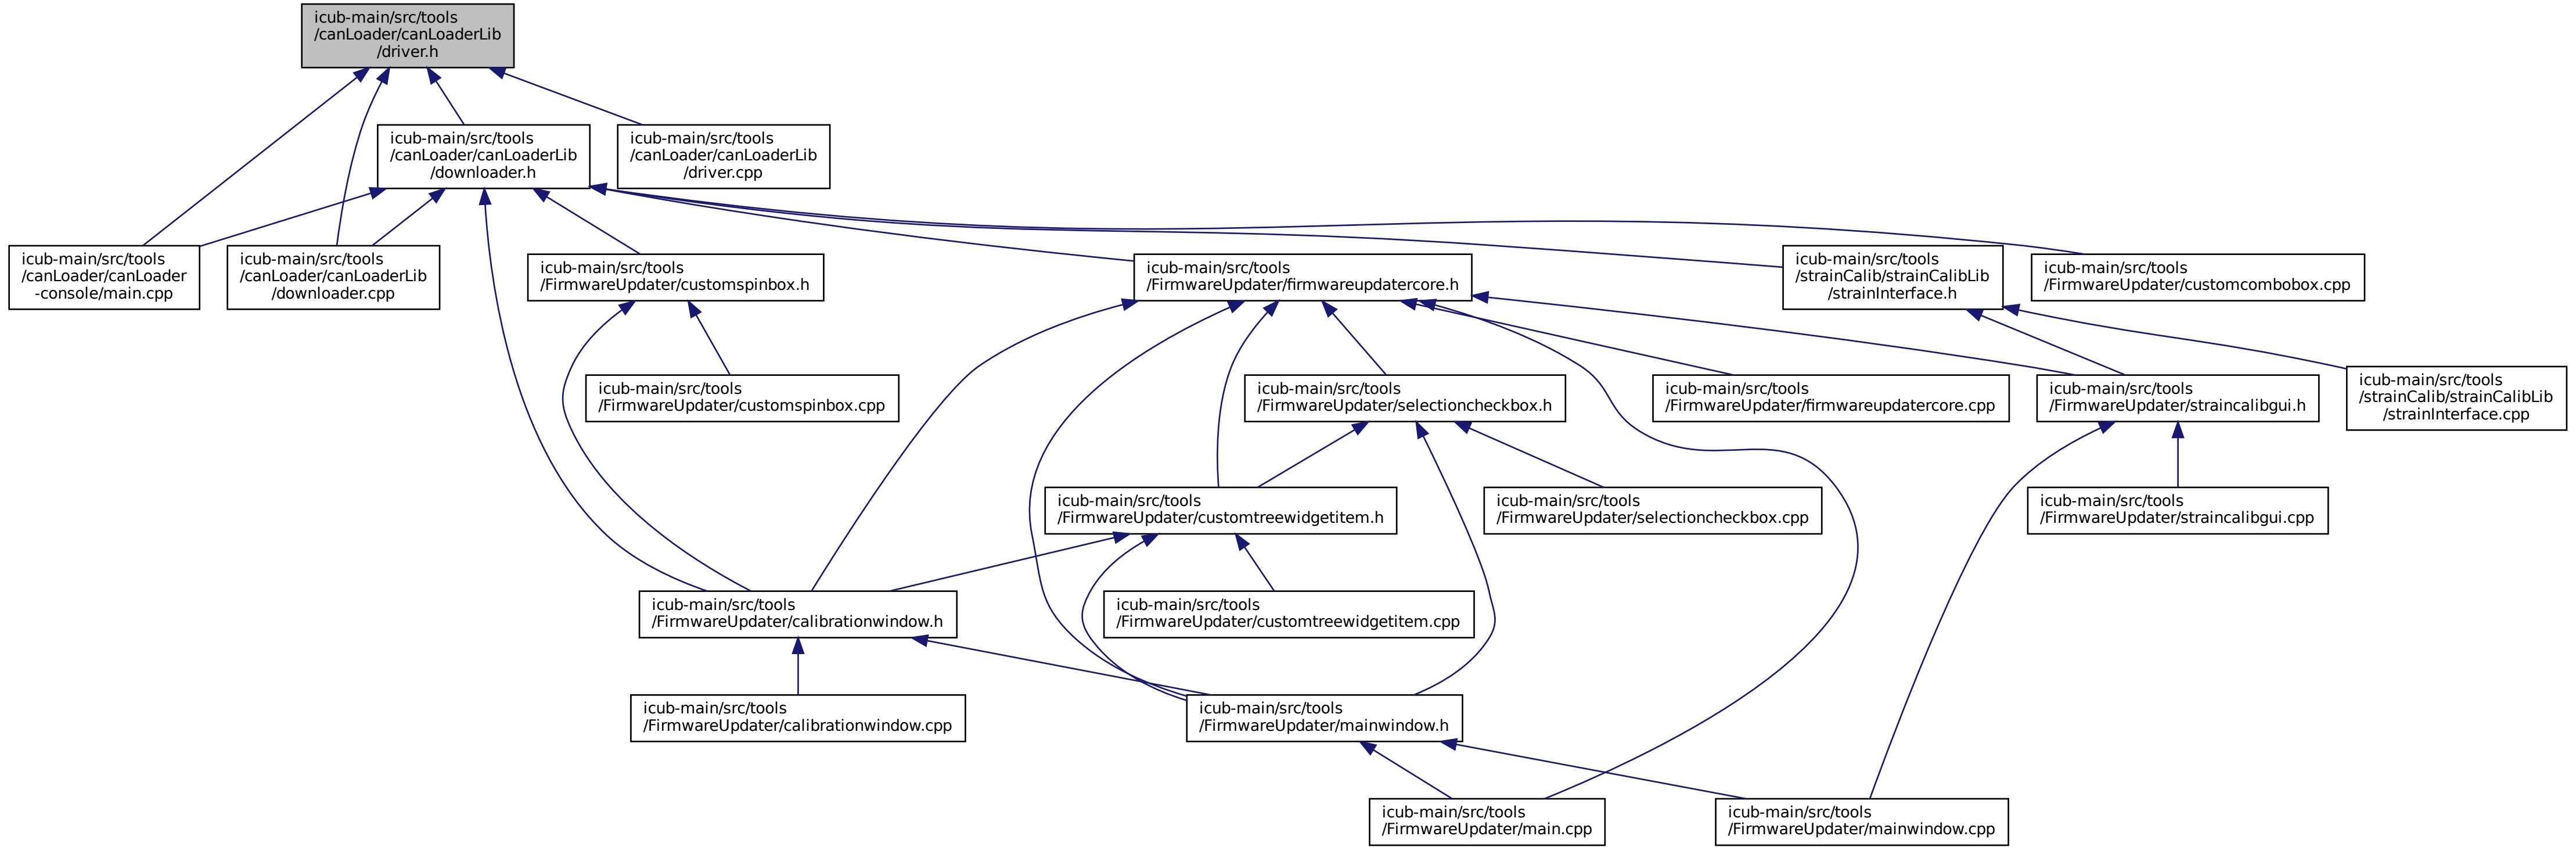 icub-main/src/tools
/canLoader/canLoaderLib
/driver.h
icub-main/src/tools
/canLoader/canLoaderLib
/downloader.h
icub-main/src/tools
/canLoader/canLoaderLib
/driver.cpp
icub-main/src/tools
/canLoader/canLoader
-console/main.cpp
icub-main/src/tools
/canLoader/canLoaderLib
/downloader.cpp
icub-main/src/tools
/FirmwareUpdater/customspinbox.h
icub-main/src/tools
/FirmwareUpdater/firmwareupdatercore.h
icub-main/src/tools
/strainCalib/strainCalibLib
/strainInterface.h
icub-main/src/tools
/FirmwareUpdater/customcombobox.cpp
icub-main/src/tools
/FirmwareUpdater/customspinbox.cpp
icub-main/src/tools
/FirmwareUpdater/selectioncheckbox.h
icub-main/src/tools
/FirmwareUpdater/firmwareupdatercore.cpp
icub-main/src/tools
/FirmwareUpdater/straincalibgui.h
icub-main/src/tools
/strainCalib/strainCalibLib
/strainInterface.cpp
icub-main/src/tools
/FirmwareUpdater/customtreewidgetitem.h
icub-main/src/tools
/FirmwareUpdater/selectioncheckbox.cpp
icub-main/src/tools
/FirmwareUpdater/straincalibgui.cpp
icub-main/src/tools
/FirmwareUpdater/calibrationwindow.h
icub-main/src/tools
/FirmwareUpdater/customtreewidgetitem.cpp
icub-main/src/tools
/FirmwareUpdater/calibrationwindow.cpp
icub-main/src/tools
/FirmwareUpdater/mainwindow.h
icub-main/src/tools
/FirmwareUpdater/main.cpp
icub-main/src/tools
/FirmwareUpdater/mainwindow.cpp